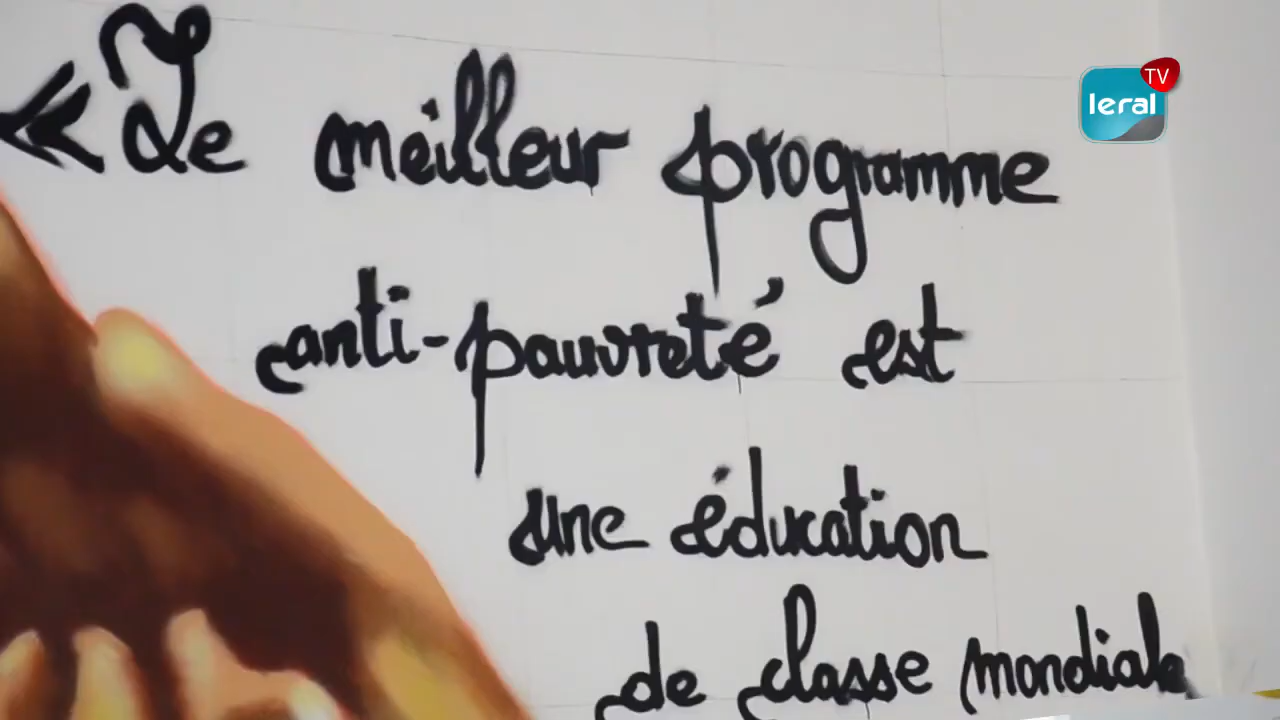 « Le meilleur programme
anti-pauvreté est
une éducation
de classe mondiale
leral
TV